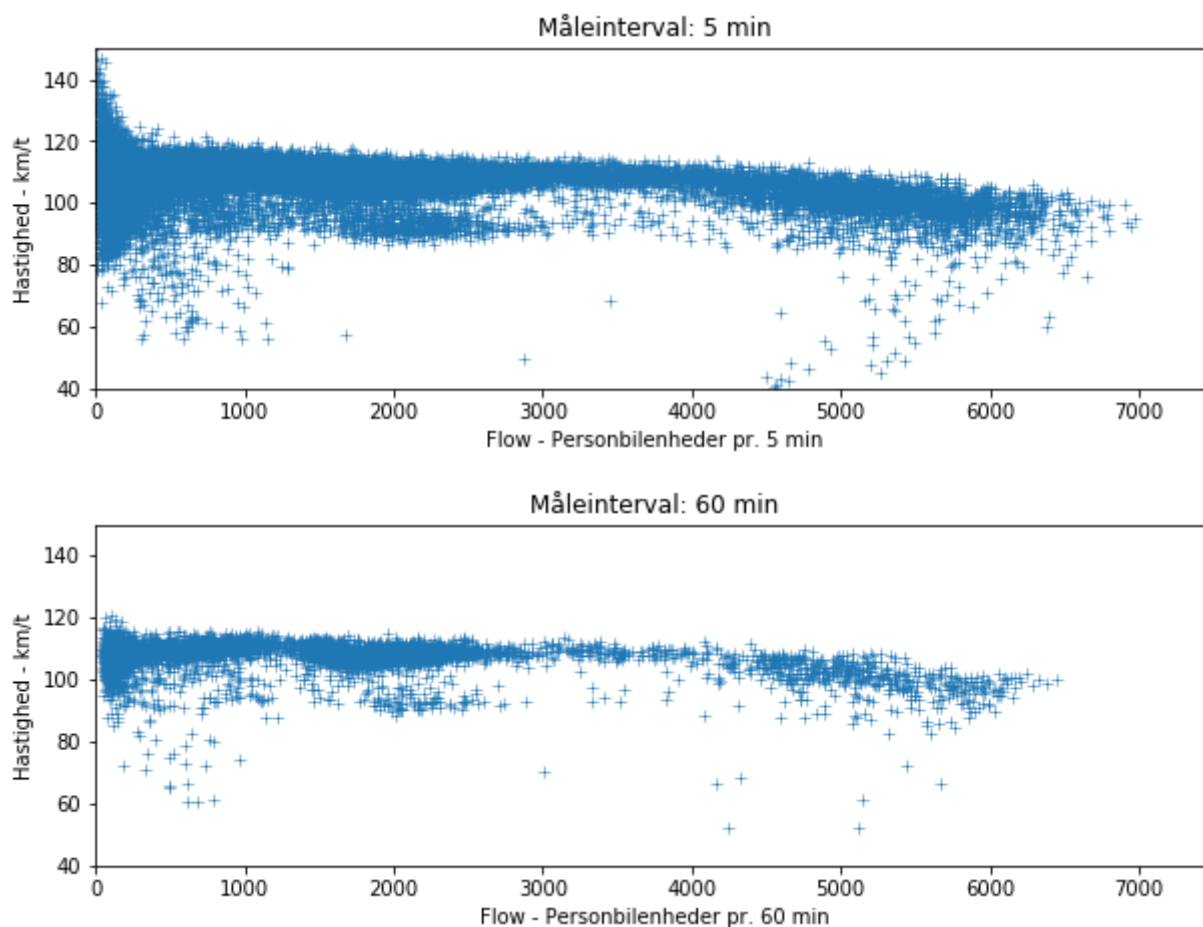 Måleinterval: 5 min
140
120
100
80
60
40
Hastighed - km/t
0 1000 2000 3000 4000 5000 6000 7000
Flow - Personbilenheder pr. 5 min
Måleinterval: 60 min
140
120
100
80
60
40
Hastighed - km/t
0 1000 2000 3000 4000 5000 6000 7000
Flow - Personbilenheder pr. 60 min